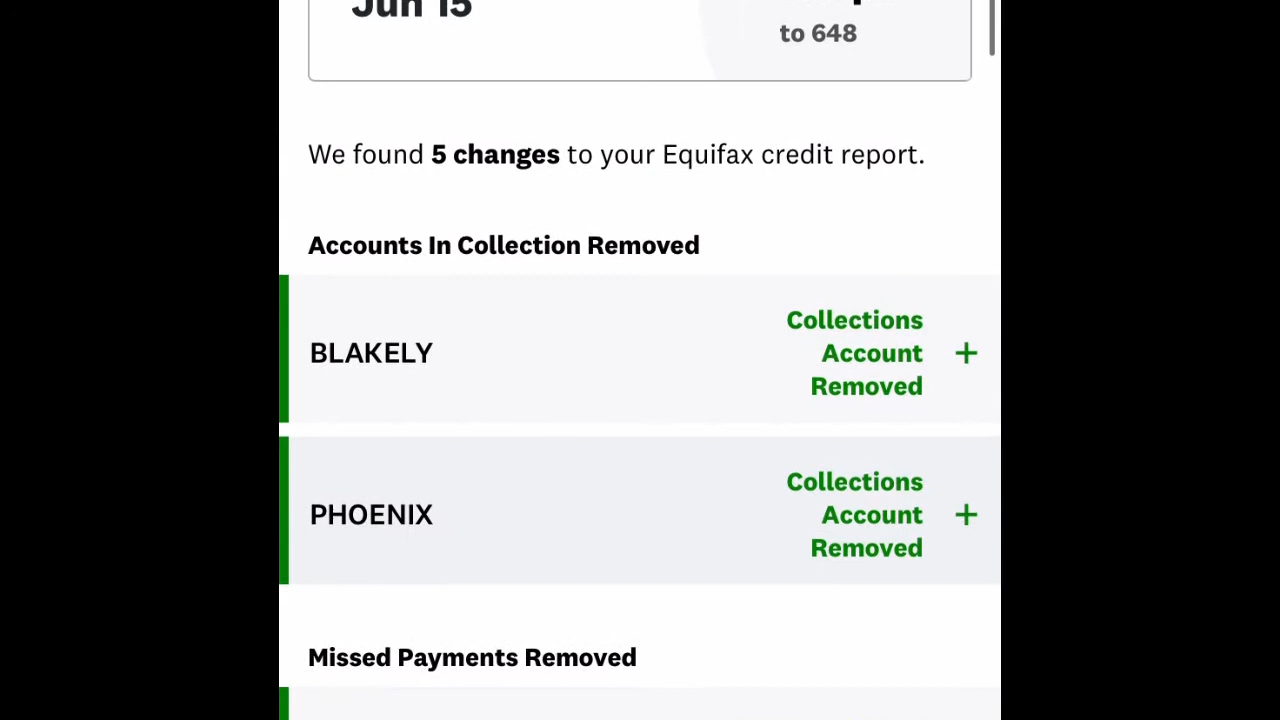 Jun 15
to 648
We found 5 changes to your Equifax credit report.
Accounts In Collection Removed
BLAKELY
Collections
Account
Removed
+
PHOENIX
Collections
Account
Removed
+
Missed Payments Removed